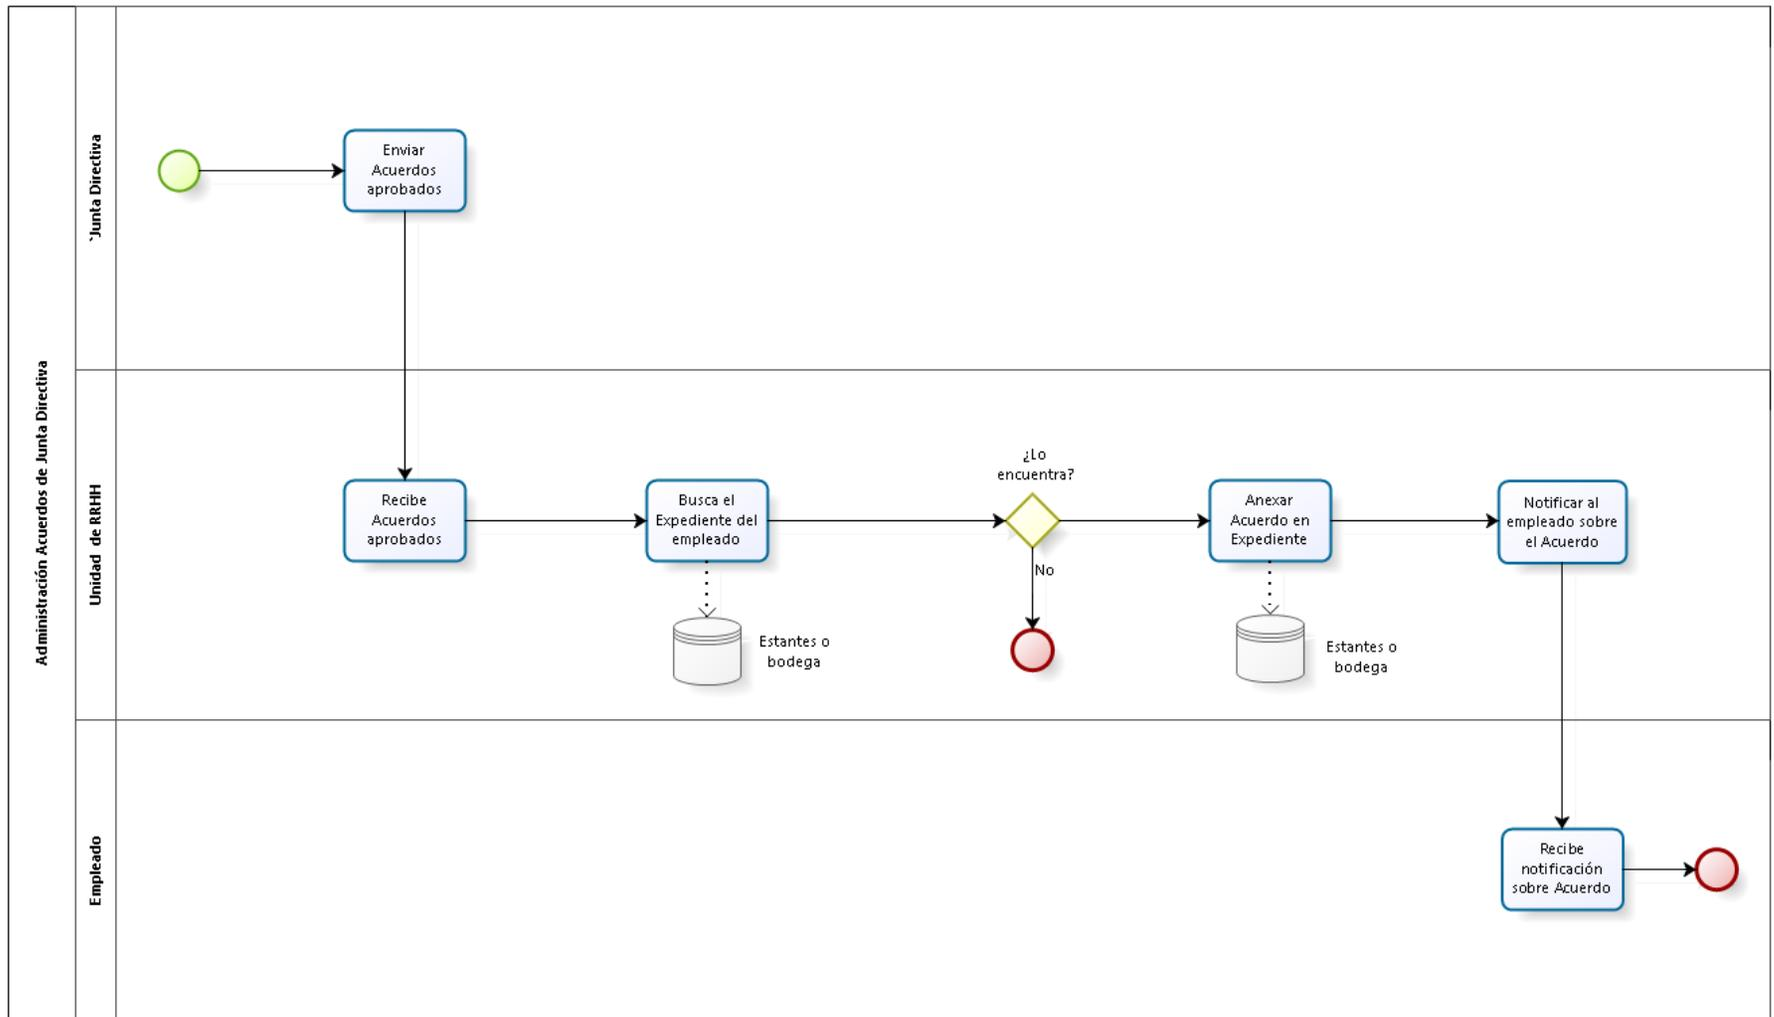 Administración Acuerdos de Junta Directiva
`Junta Directiva
Enviar
Acuerdos
aprobados
Unidad  de RRHH
Recibe
Acuerdos
aprobados
Busca el
Expediente del
empleado
Estantes o
bodega
¿Lo
encuentra?
No
Anexar
Acuerdo en
Expediente
Estantes o
bodega
Notificar al
empleado sobre
el Acuerdo
Empleado
Recibe
notificación
sobre Acuerdo